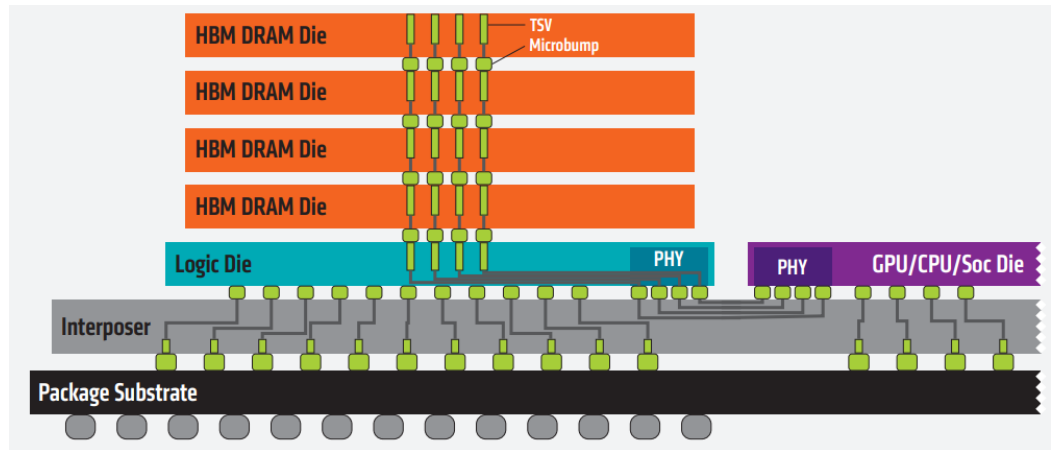 HBM DRAM Die
TSV
Microbump
HBM DRAM Die
HBM DRAM Die
HBM DRAM Die
Logic Die
PHY
PHY
GPU/CPU/Soc Die
Interposer
Package Substrate